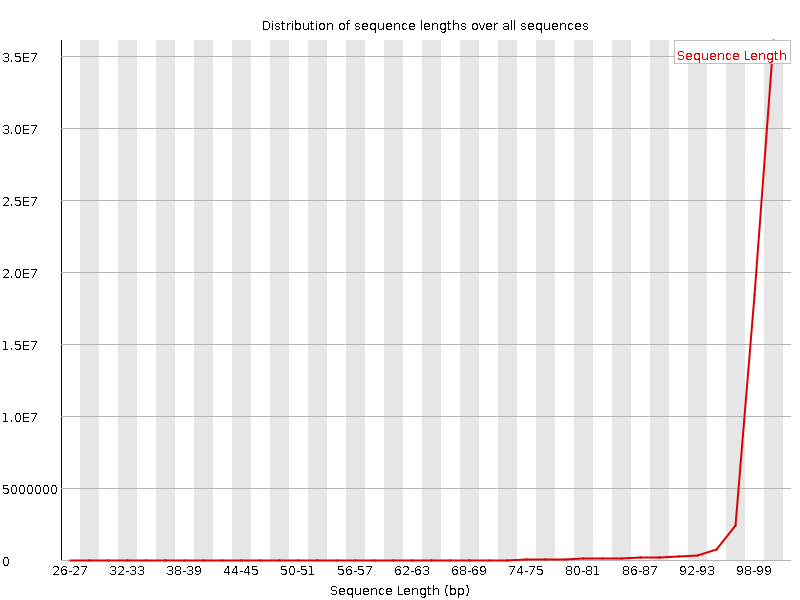 Distribution of sequence lengths over all sequences
Sequence Length
3.5E7
3.0E7
2.5E7
2.0E7
1.5E7
1.0E7
5000000
0
26-27 32-33 38-39 44-45 50-51 56-57 62-63 68-69 74-75 80-81 86-87 92-93 98-99
Sequence Length (bp)